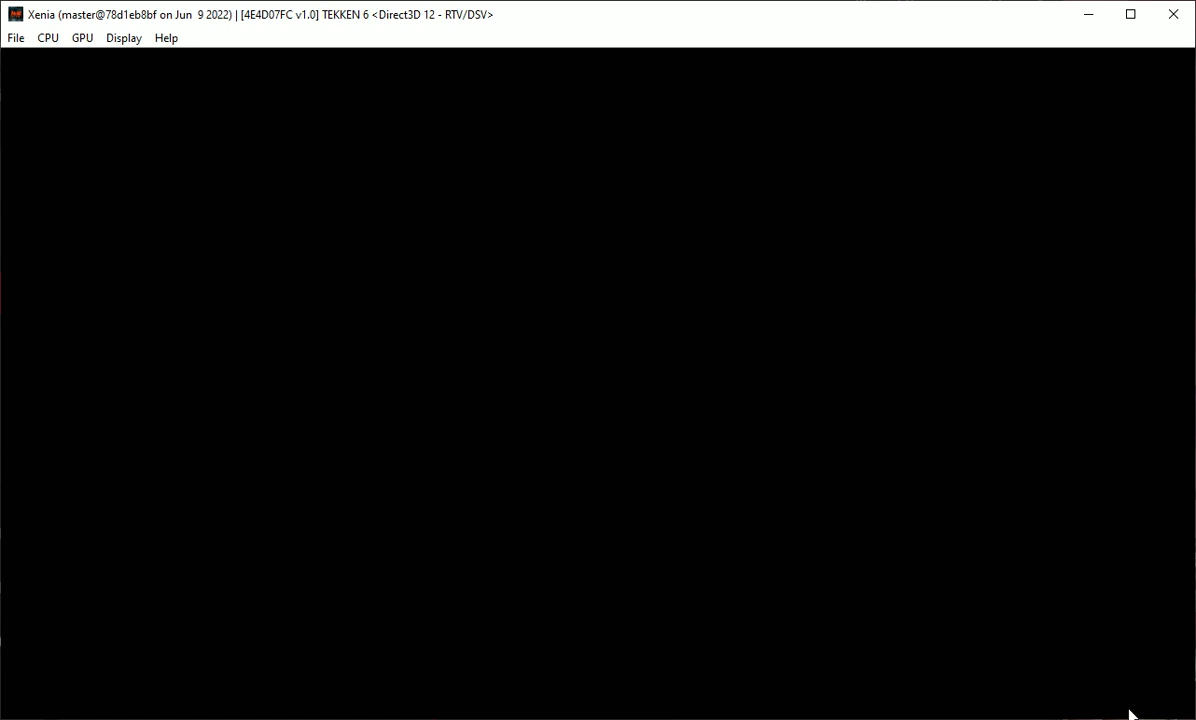 Xenia (master@78d1eb8bf on Jun  9 2022) | [4E4D07FC v1.0] TEKKEN 6 <Direct3D 12 - RTV/DSV>
File CPU GPU Display Help